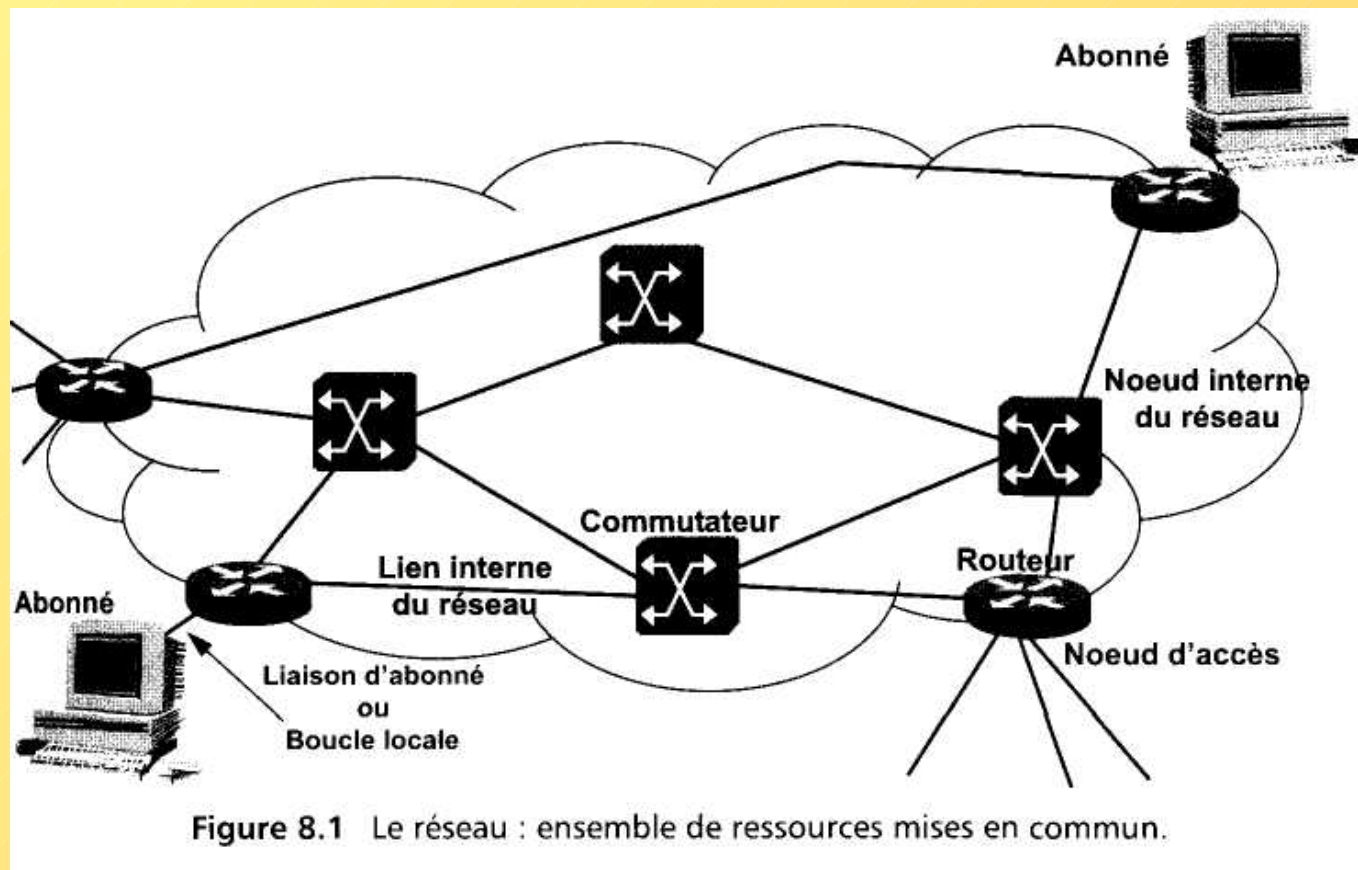 Abonné
Noeud interne
du réseau
Commutateur
Routeur
Lien interne
du réseau
Abonné
Noeud d'accès
Liaison d'abonné
ou
Boucle locale
Figure 8.1 Le réseau : ensemble de ressources mises en commun.